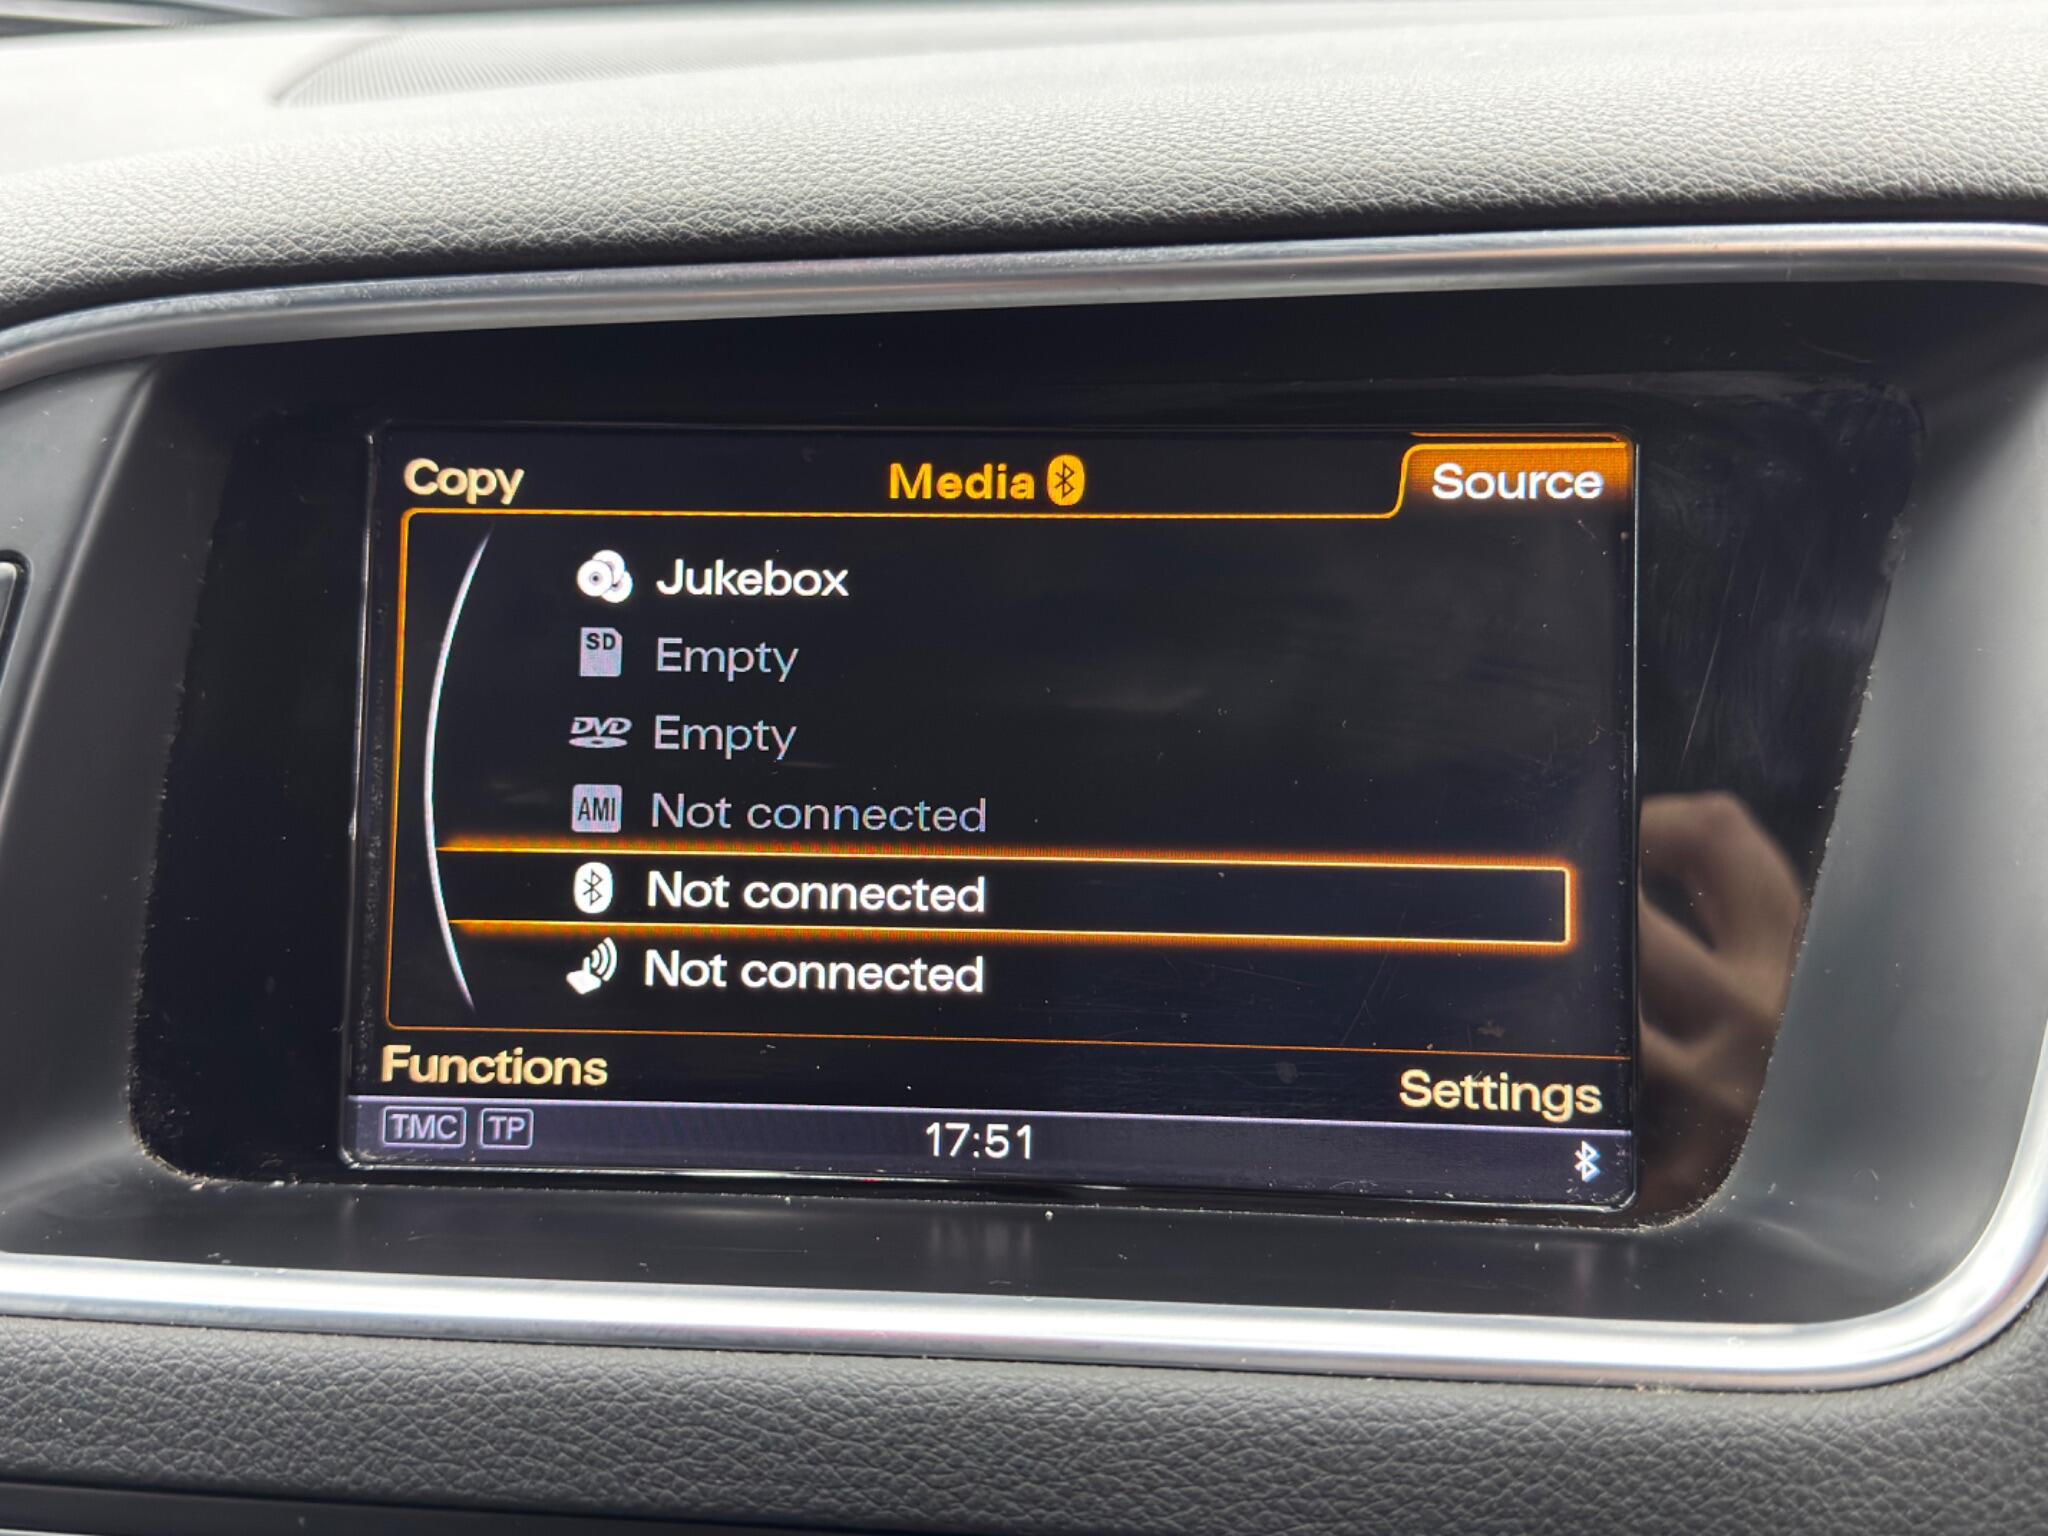 Copy Media Source
Jukebox
SD Empty
DVD Empty
AMI Not connected
Not connected
Not connected
Functions Settings
TMC TP 17:51